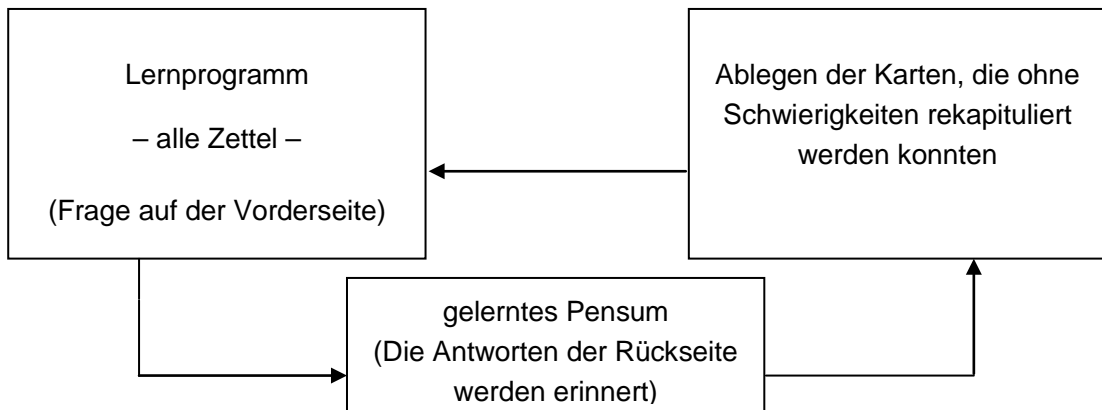 Lernprogramm
– alle Zettel –
(Frage auf der Vorderseite)
Ablegen der Karten, die ohne
Schwierigkeiten rekapituliert
werden konnten
gelerntes Pensum
(Die Antworten der Rückseite
werden erinnert)